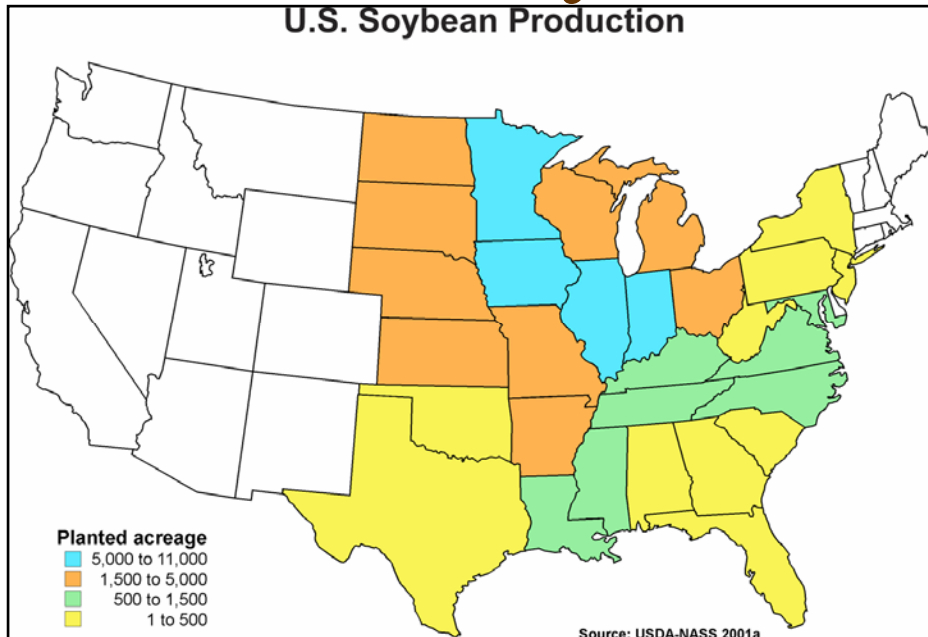 U.S. Soybean Production
Planted acreage
5,000 to 11,000
1,500 to 5,000
500 to 1,500
1 to 500
Source: USDA-NASS 2001a